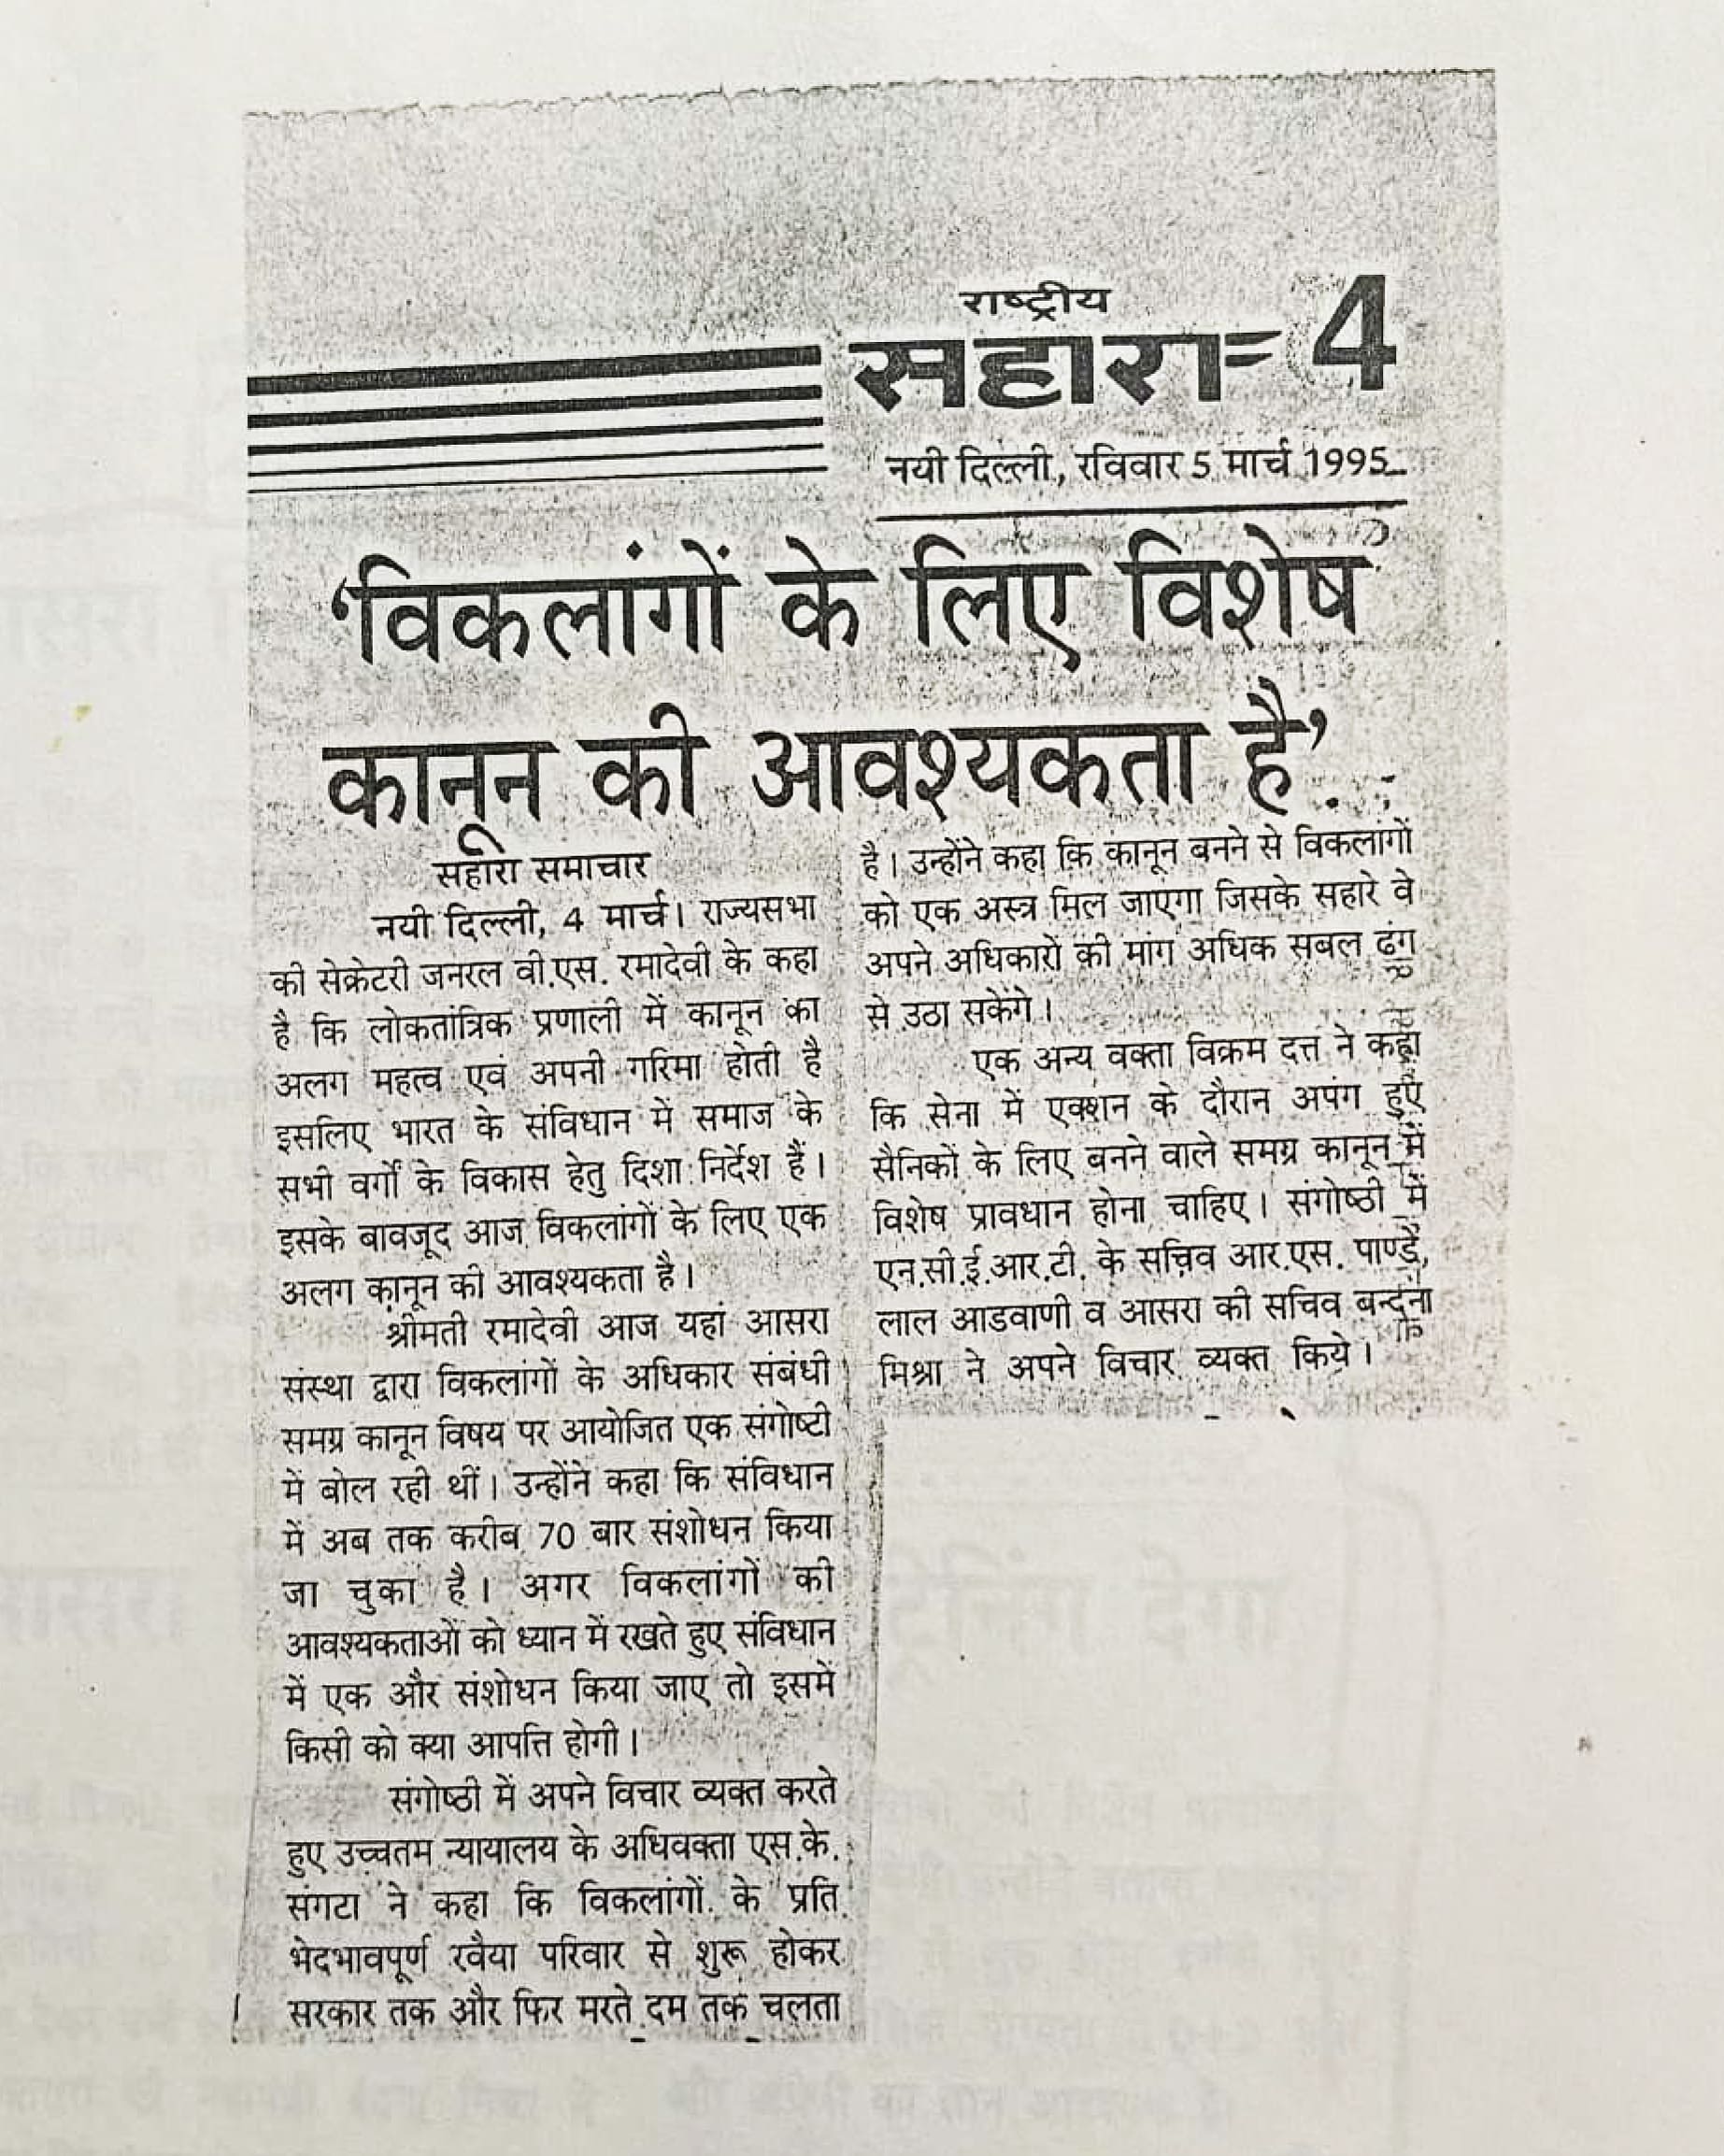 राष्ट्रीय
सहारा 4
नयी दिल्ली, रविवार 5 मार्च 1995
‘विकलांगों के लिए विशेष
कानून की आवश्यकता है’
सहारा समाचार
नयी दिल्ली, 4 मार्च। राज्यसभा
की सेक्रेटरी जनरल वी.एस. रमादेवी के कहा
है कि लोकतांत्रिक प्रणाली में कानून का
अलग महत्व एवं अपनी गरिमा होती है
इसलिए भारत के संविधान में समाज के
सभी वर्गों के विकास हेतु दिशा निर्देश हैं।
इसके बावजूद आज विकलांगों के लिए एक
अलग कानून की आवश्यकता है।
श्रीमती रमादेवी आज यहां आसरा
संस्था द्वारा विकलांगों के अधिकार संबंधी
समग्र कानून विषय पर आयोजित एक संगोष्टी
में बोल रही थीं। उन्होंने कहा कि संविधान
में अब तक करीब 70 बार संशोधन किया
जा चुका है। अगर विकलांगों की
आवश्यकताओं को ध्यान में रखते हुए संविधान
में एक और संशोधन किया जाए तो इसमें
किसी को क्या आपत्ति होगी।
संगोष्ठी में अपने विचार व्यक्त करते
हुए उच्चतम न्यायालय के अधिवक्ता एस.के.
संगटा ने कहा कि विकलांगों के प्रति
भेदभावपूर्ण रवैया परिवार से शुरू होकर
सरकार तक और फिर मरते दम तक चलता
है। उन्होंने कहा कि कानून बनने से विकलांगों
को एक अस्त्र मिल जाएगा जिसके सहारे वे
अपने अधिकारों की मांग अधिक सबल ढंग
से उठा सकेंगे।
एक अन्य वक्ता विक्रम दत्त ने कहा
कि सेना में एक्शन के दौरान अपंग हुए
सैनिकों के लिए बनने वाले समग्र कानून में
विशेष प्रावधान होना चाहिए। संगोष्ठी में
एन.सी.ई.आर.टी. के सचिव आर.एस. पाण्डे,
लाल आडवाणी व आसरा की सचिव बन्दना
मिश्रा ने अपने विचार व्यक्त किये।